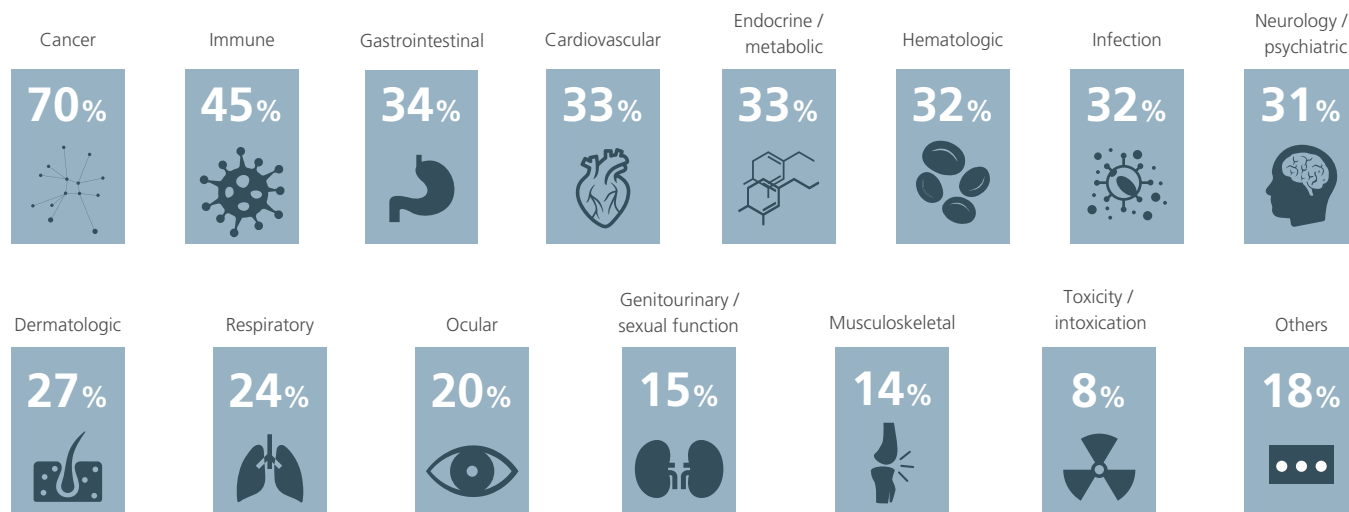 Cancer
70%
Immune
45%
Gastrointestinal
34%
Cardiovascular
33%
Endocrine /
metabolic
33%
Hematologic
32%
Infection
32%
Neurology /
psychiatric
31%
Dermatologic
27%
Respiratory
24%
Ocular
20%
Genitourinary /
sexual function
15%
Musculoskeletal
14%
Toxicity /
intoxication
8%
Others
18%